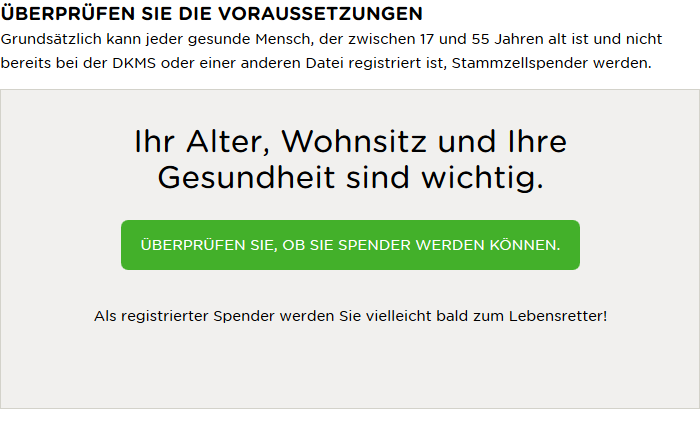 ÜBERPRÜFEN SIE DIE VORAUSSETZUNGEN
Grundsätzlich kann jeder gesunde Mensch, der zwischen 17 und 55 Jahren alt ist und nicht
bereits bei der DKMS oder einer anderen Datei registriert ist, Stammzellspender werden.
Ihr Alter, Wohnsitz und Ihre
Gesundheit sind wichtig.
ÜBERPRÜFEN SIE, OB SIE SPENDER WERDEN KÖNNEN.
Als registrierter Spender werden Sie vielleicht bald zum Lebensretter!